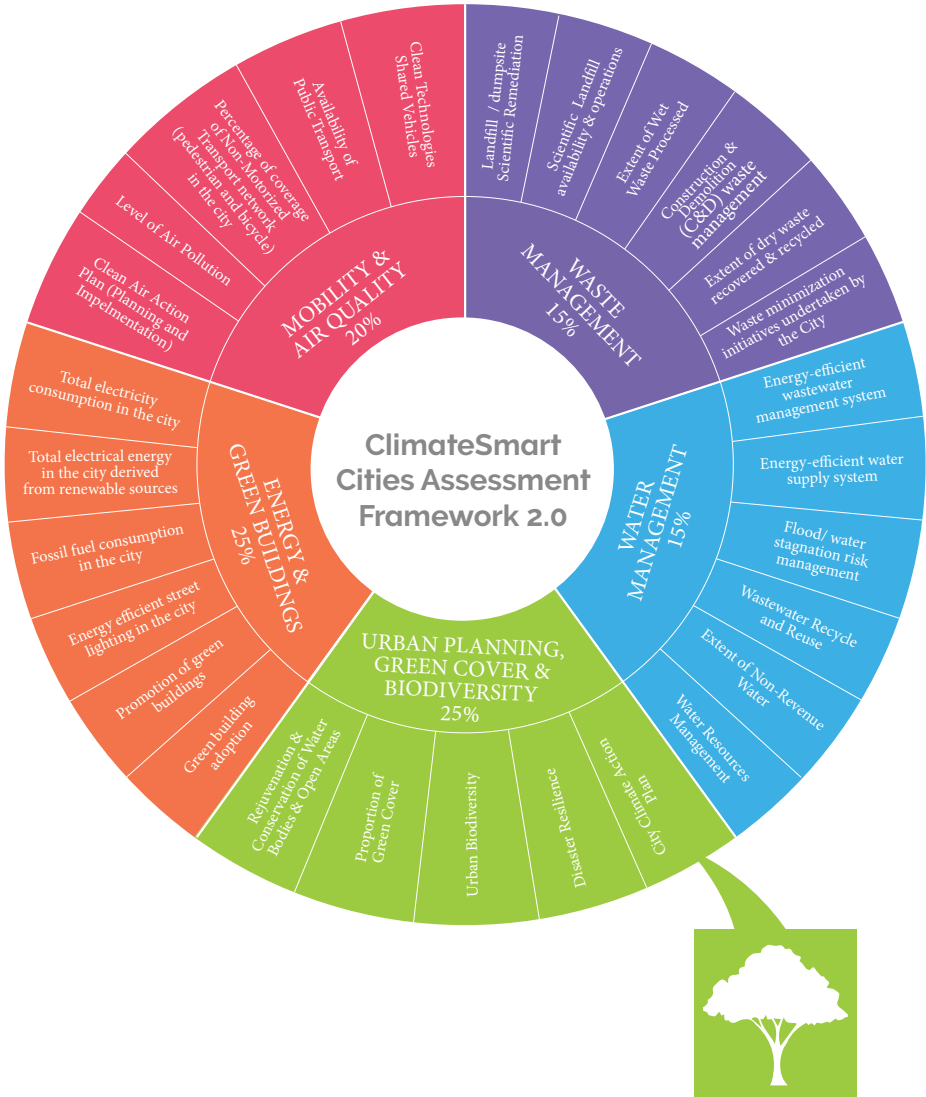 ClimateSmart
Cities Assessment
Framework 2.0
MOBILITY &
AIR QUALITY
20%
Clean Air Action
Plan (Planning and
Impelmentation)
Level of Air Pollution
Percentage of coverage
of Non-Motorized
Transport network
(pedestrian and bicycle)
in the city
Availability of
Public Transport
Clean Technologies
Shared Vehicles
WASTE
MANAGEMENT
15%
Landfill / dumpsite
Scientific Remediation
Scientific Landfill
availability & operations
Extent of Wet
Waste Processed
Construction &
Demolition
(C&D) waste
management
Extent of dry waste
recovered & recycled
Waste minimization
initiatives undertaken by
the City
WATER
MANAGEMENT
15%
Energy-efficient
wastewater
management system
Energy-efficient water
supply system
Flood/ water
stagnation risk
management
Wastewater Recycle
and Reuse
Extent of Non-Revenue
Water
Water Resources
Management
URBAN PLANNING,
GREEN COVER &
BIODIVERSITY
25%
City Climate Action
Plan
Disaster Resilience
Urban Biodiversity
Proportion of
Green Cover
Rejuvenation &
Conservation of Water
Bodies & Open Areas
ENERGY &
GREEN BUILDINGS
25%
Green building
adoption
Promotion of green
buildings
Energy efficient street
lighting in the city
Fossil fuel consumption
in the city
Total electrical energy
in the city derived
from renewable sources
Total electricity
consumption in the city